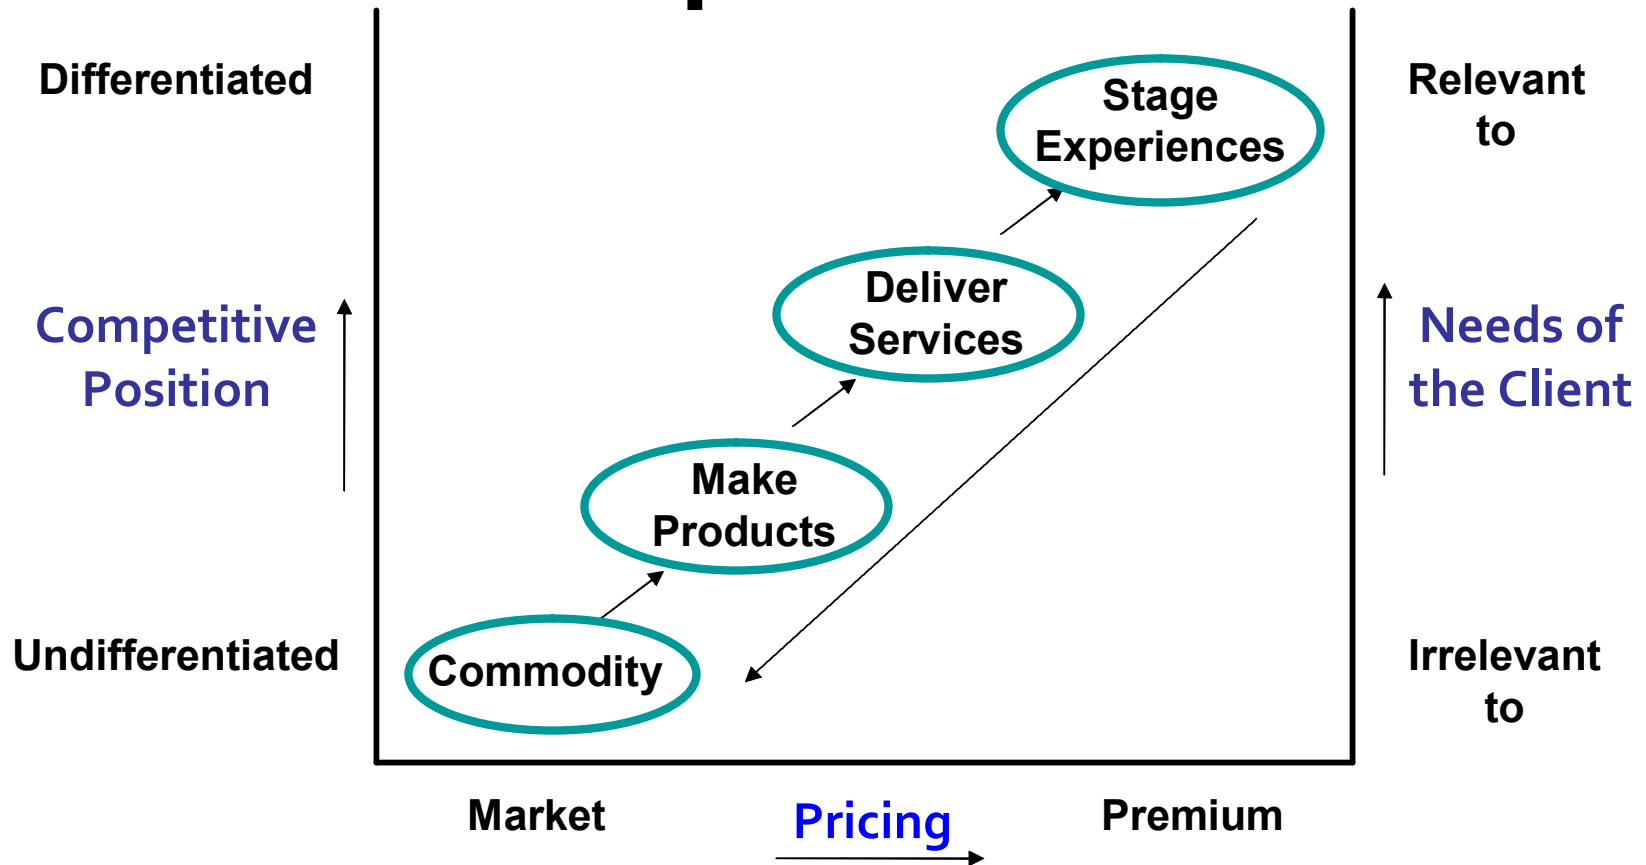 Differentiated
Stage
Experiences
Relevant
to
Deliver
Services
Competitive
Position
Needs of
the Client
Make
Products
Undifferentiated
Commodity
Irrelevant
to
Market
Pricing
Premium